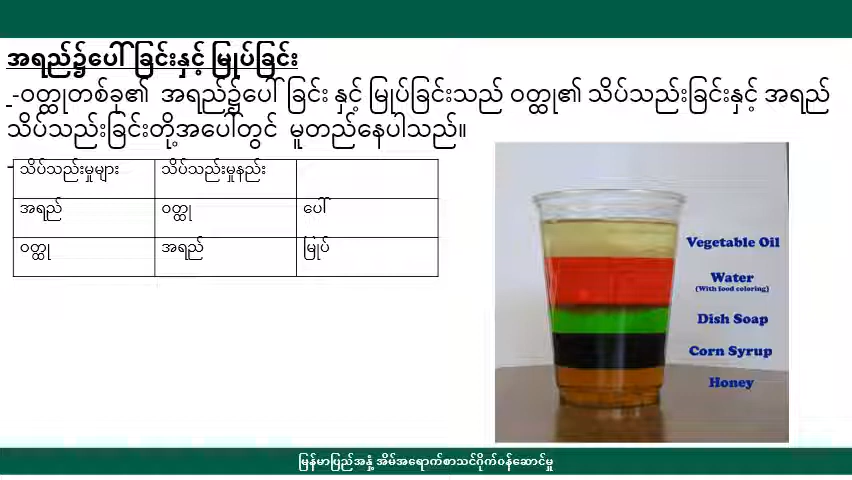 အရည်၌ပေါ်ခြင်းနှင့် မြုပ်ခြင်း
-ဝတ္ထုတစ်ခု၏ အရည်၌ပေါ် ခြင်း နှင့် မြုပ်ခြင်းသည် ဝတ္ထု၏ သိပ်သည်းခြင်းနှင့် အရည်
သိပ်သည်းခြင်းတို့အပေါ်တွင် မူတည်နေပါသည်။
-
သိပ်သည်းမှုများ သိပ်သည်းမှုနည်း
အရည် ဝတ္ထု ပေါ်
ဝတ္ထု အရည် မြုပ်
Vegetable Oil
Water
(With food coloring)
Dish Soap
Corn Syrup
Honey
မြန်မာပြည်အနှံ့ အိမ်အရောက်စာသင်ဝိုက်ဝန်ဆောင်မှု